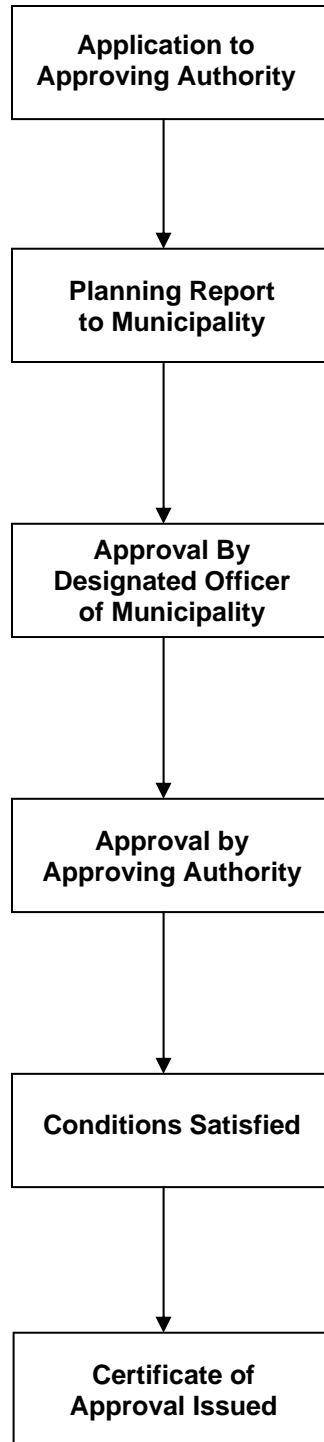 Application to
Approving Authority
Planning Report
to Municipality
Approval By
Designated Officer
of Municipality
Approval by
Approving Authority
Conditions Satisfied
Certificate of
Approval Issued